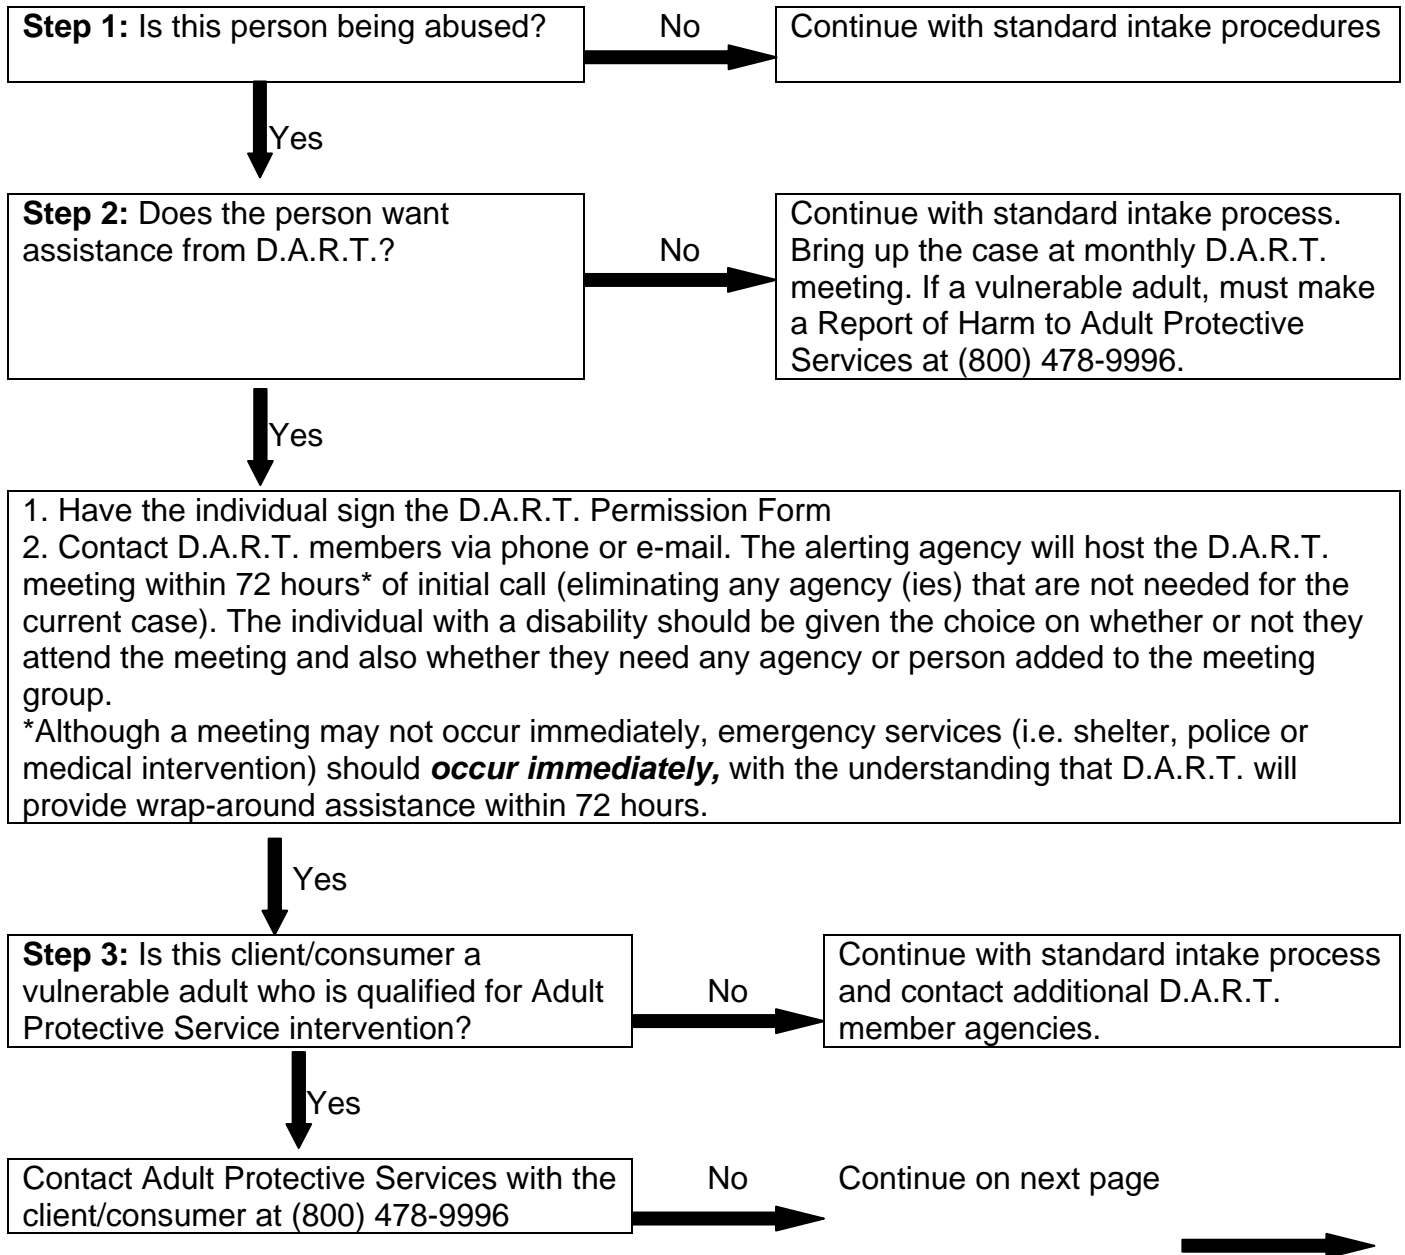 Step 1: Is this person being abused?
No
Continue with standard intake procedures
Yes
Step 2: Does the person want
assistance from D.A.R.T.?
No
Continue with standard intake process.
Bring up the case at monthly D.A.R.T.
meeting. If a vulnerable adult, must make
a Report of Harm to Adult Protective
Services at (800) 478-9996.
Yes
1. Have the individual sign the D.A.R.T. Permission Form
2. Contact D.A.R.T. members via phone or e-mail. The alerting agency will host the D.A.R.T.
meeting within 72 hours* of initial call (eliminating any agency (ies) that are not needed for the
current case). The individual with a disability should be given the choice on whether or not they
attend the meeting and also whether they need any agency or person added to the meeting
group.
*Although a meeting may not occur immediately, emergency services (i.e. shelter, police or
medical intervention) should occur immediately, with the understanding that D.A.R.T. will
provide wrap-around assistance within 72 hours.
Yes
Step 3: Is this client/consumer a
vulnerable adult who is qualified for Adult
Protective Service intervention?
No
Continue with standard intake process
and contact additional D.A.R.T.
member agencies.
Yes
Contact Adult Protective Services with the
client/consumer at (800) 478-9996
No
Continue on next page